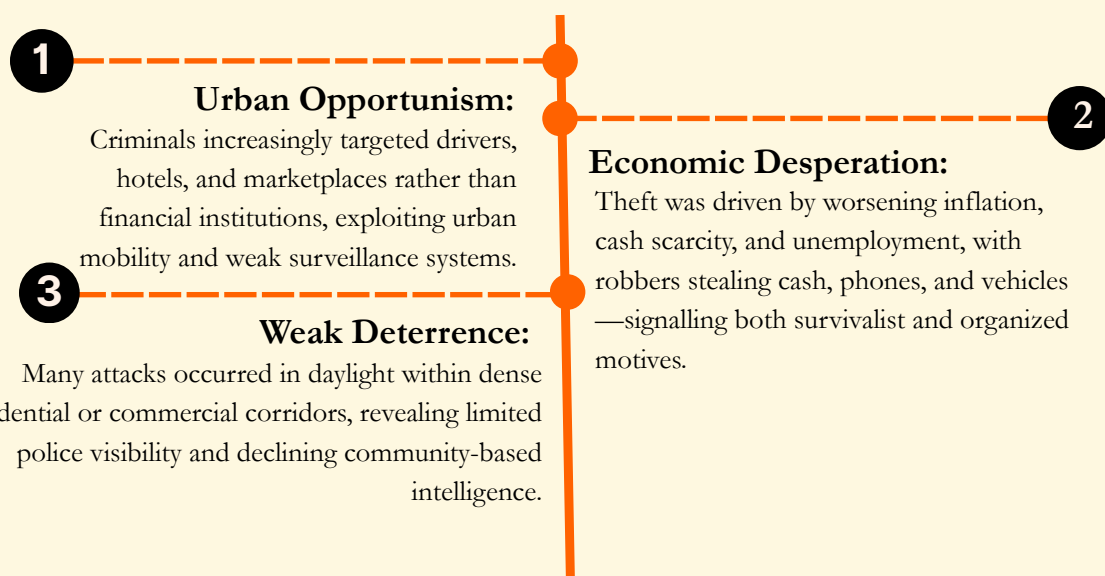 1
Urban Opportunism:
Criminals increasingly targeted drivers,
hotels, and marketplaces rather than
financial institutions, exploiting urban
mobility and weak surveillance systems.
2
Economic Desperation:
Theft was driven by worsening inflation,
cash scarcity, and unemployment, with
robbers stealing cash, phones, and vehicles
—signalling both survivalist and organized
motives.
3
Weak Deterrence:
Many attacks occurred in daylight within dense
dential or commercial corridors, revealing limited
police visibility and declining community-based
intelligence.